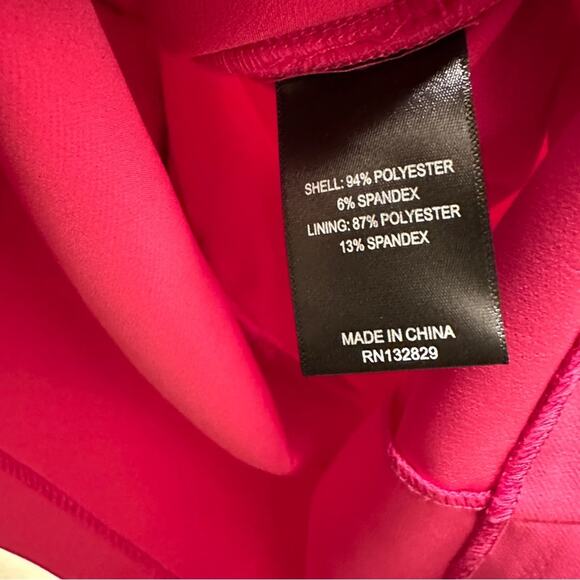 SHELL: 94% POLYESTER
6% SPANDEX
LINING: 87% POLYESTER
13% SPANDEX
MADE IN CHINA
RN132829